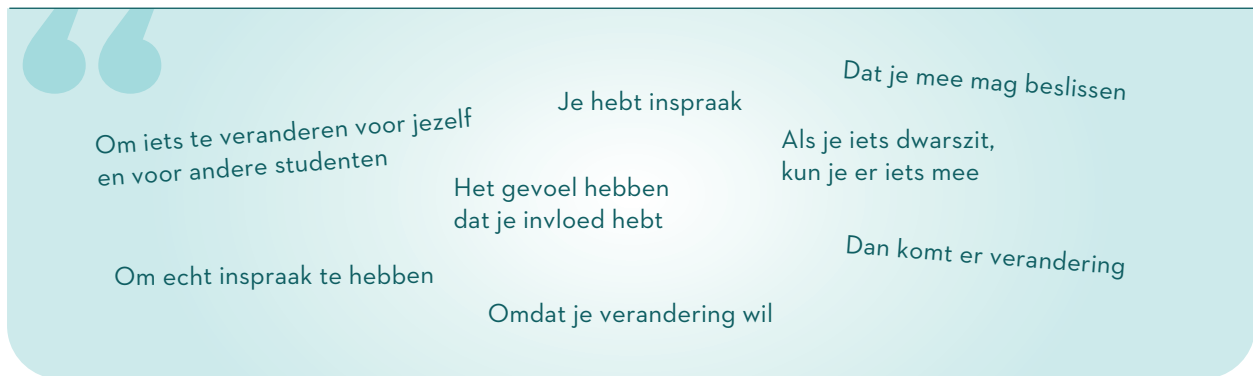 Om iets te veranderen voor jezelf
en voor andere studenten
Je hebt inspraak
Dat je mee mag beslissen
Als je iets dwarszit,
kun je er iets mee
Het gevoel hebben
dat je invloed hebt
Dan komt er verandering
Om echt inspraak te hebben
Omdat je verandering wil